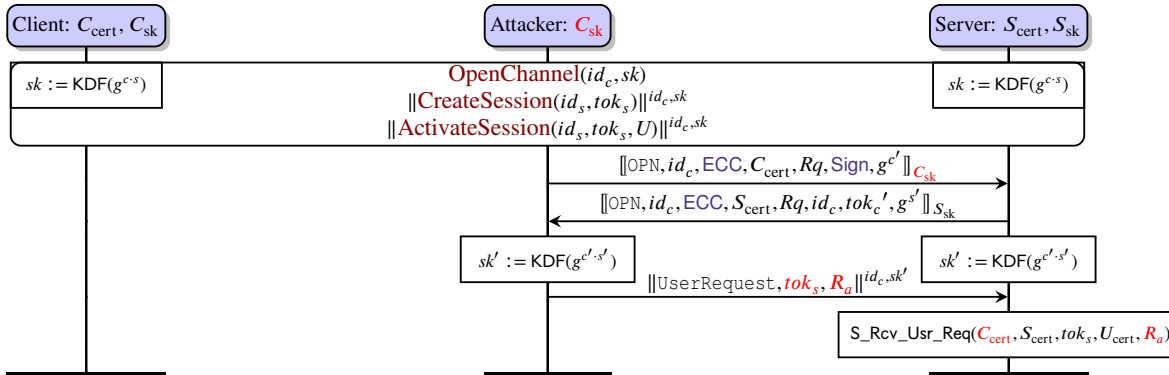 Client: C_cert, C_sk
Attacker: C_sk
Server: S_cert, S_sk
sk := KDF(g^{c·s})
OpenChannel(id_c, sk)
sk := KDF(g^{c·s})
‖CreateSession(id_s, tok_s)‖^{id_c, sk}
‖ActivateSession(id_s, tok_s, U)‖^{id_c, sk}
⟦OPN, id_c, ECC, C_cert, Rq, Sign, g^{c′}⟧_{C_sk}
⟦OPN, id_c, ECC, S_cert, Rq, id_c, tok_c′, g^{s′}⟧_{S_sk}
sk′ := KDF(g^{c′·s′})
sk′ := KDF(g^{c′·s′})
‖UserRequest, tok_s, R_a‖^{id_c, sk′}
S_Rcv_Usr_Req(C_cert, S_cert, tok_s, U_cert, R_a)